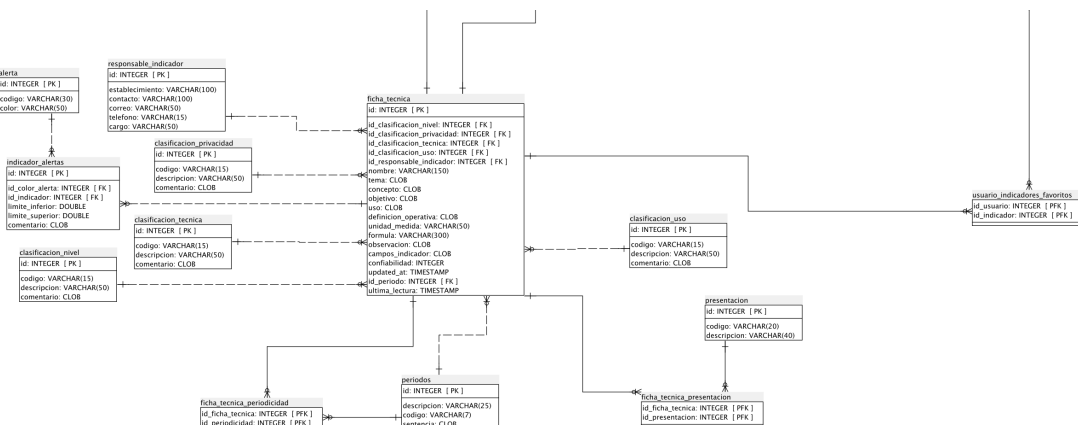 alerta
id: INTEGER [ PK ]
codigo: VARCHAR(30)
color: VARCHAR(50)
responsable_indicador
id: INTEGER [ PK ]
establecimiento: VARCHAR(100)
contacto: VARCHAR(100)
correo: VARCHAR(50)
telefono: VARCHAR(15)
cargo: VARCHAR(50)
ficha_tecnica
id: INTEGER [ PK ]
id_clasificacion_nivel: INTEGER [ FK ]
id_clasificacion_privacidad: INTEGER [ FK ]
id_clasificacion_tecnica: INTEGER [ FK ]
id_clasificacion_uso: INTEGER [ FK ]
id_responsable_indicador: INTEGER [ FK ]
nombre: VARCHAR(150)
tema: CLOB
concepto: CLOB
objetivo: CLOB
uso: CLOB
definicion_operativa: CLOB
unidad_medida: VARCHAR(50)
formula: VARCHAR(300)
observacion: CLOB
campos_indicador: CLOB
confiabilidad: INTEGER
updated_at: TIMESTAMP
id_periodo: INTEGER [ FK ]
ultima_lectura: TIMESTAMP
clasificacion_privacidad
id: INTEGER [ PK ]
codigo: VARCHAR(15)
descripcion: VARCHAR(50)
comentario: CLOB
indicador_alertas
id: INTEGER [ PK ]
id_color_alerta: INTEGER [ FK ]
id_indicador: INTEGER [ FK ]
limite_inferior: DOUBLE
limite_superior: DOUBLE
comentario: CLOB
usuario_indicadores_favoritos
id_usuario: INTEGER [ PFK ]
id_indicador: INTEGER [ PFK ]
clasificacion_tecnica
id: INTEGER [ PK ]
codigo: VARCHAR(15)
descripcion: VARCHAR(50)
comentario: CLOB
clasificacion_uso
id: INTEGER [ PK ]
codigo: VARCHAR(15)
descripcion: VARCHAR(50)
comentario: CLOB
clasificacion_nivel
id: INTEGER [ PK ]
codigo: VARCHAR(15)
descripcion: VARCHAR(50)
comentario: CLOB
presentacion
id: INTEGER [ PK ]
codigo: VARCHAR(20)
descripcion: VARCHAR(40)
periodos
id: INTEGER [ PK ]
descripcion: VARCHAR(25)
codigo: VARCHAR(7)
sentencia: CLOB
ficha_tecnica_periodicidad
id_ficha_tecnica: INTEGER [ PFK ]
id_periodicidad: INTEGER [ PFK ]
ficha_tecnica_presentacion
id_ficha_tecnica: INTEGER [ PFK ]
id_presentacion: INTEGER [ PFK ]